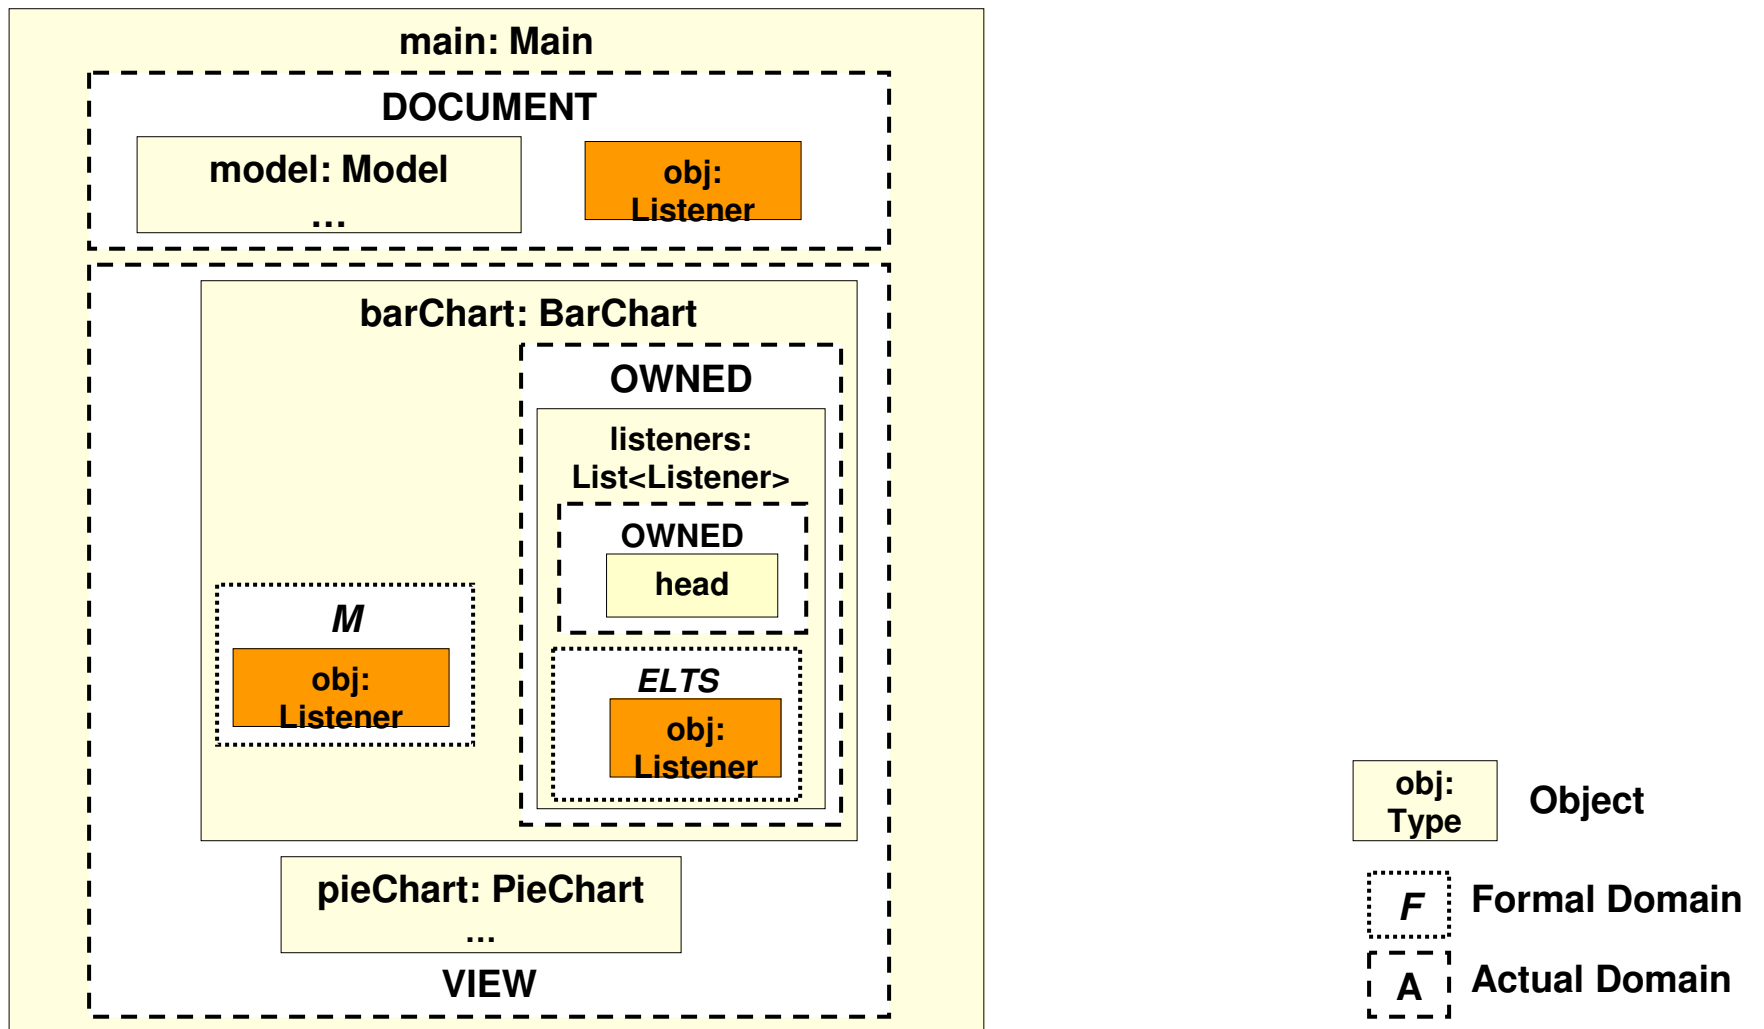 main: Main
DOCUMENT
model: Model
...
obj:
Listener
barChart: BarChart
OWNED
listeners:
List<Listener>
OWNED
head
M
obj:
Listener
ELTS
obj:
Listener
pieChart: PieChart
...
VIEW
obj:
Type
Object
F
Formal Domain
A
Actual Domain